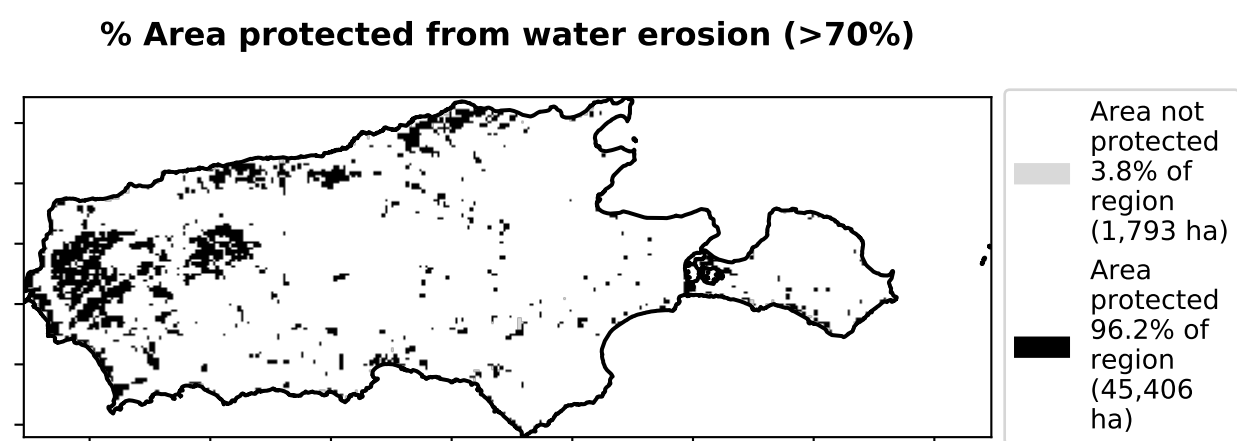 % Area protected from water erosion (>70%)
Area not
protected
3.8% of
region
(1,793 ha)
Area
protected
96.2% of
region
(45,406
ha)